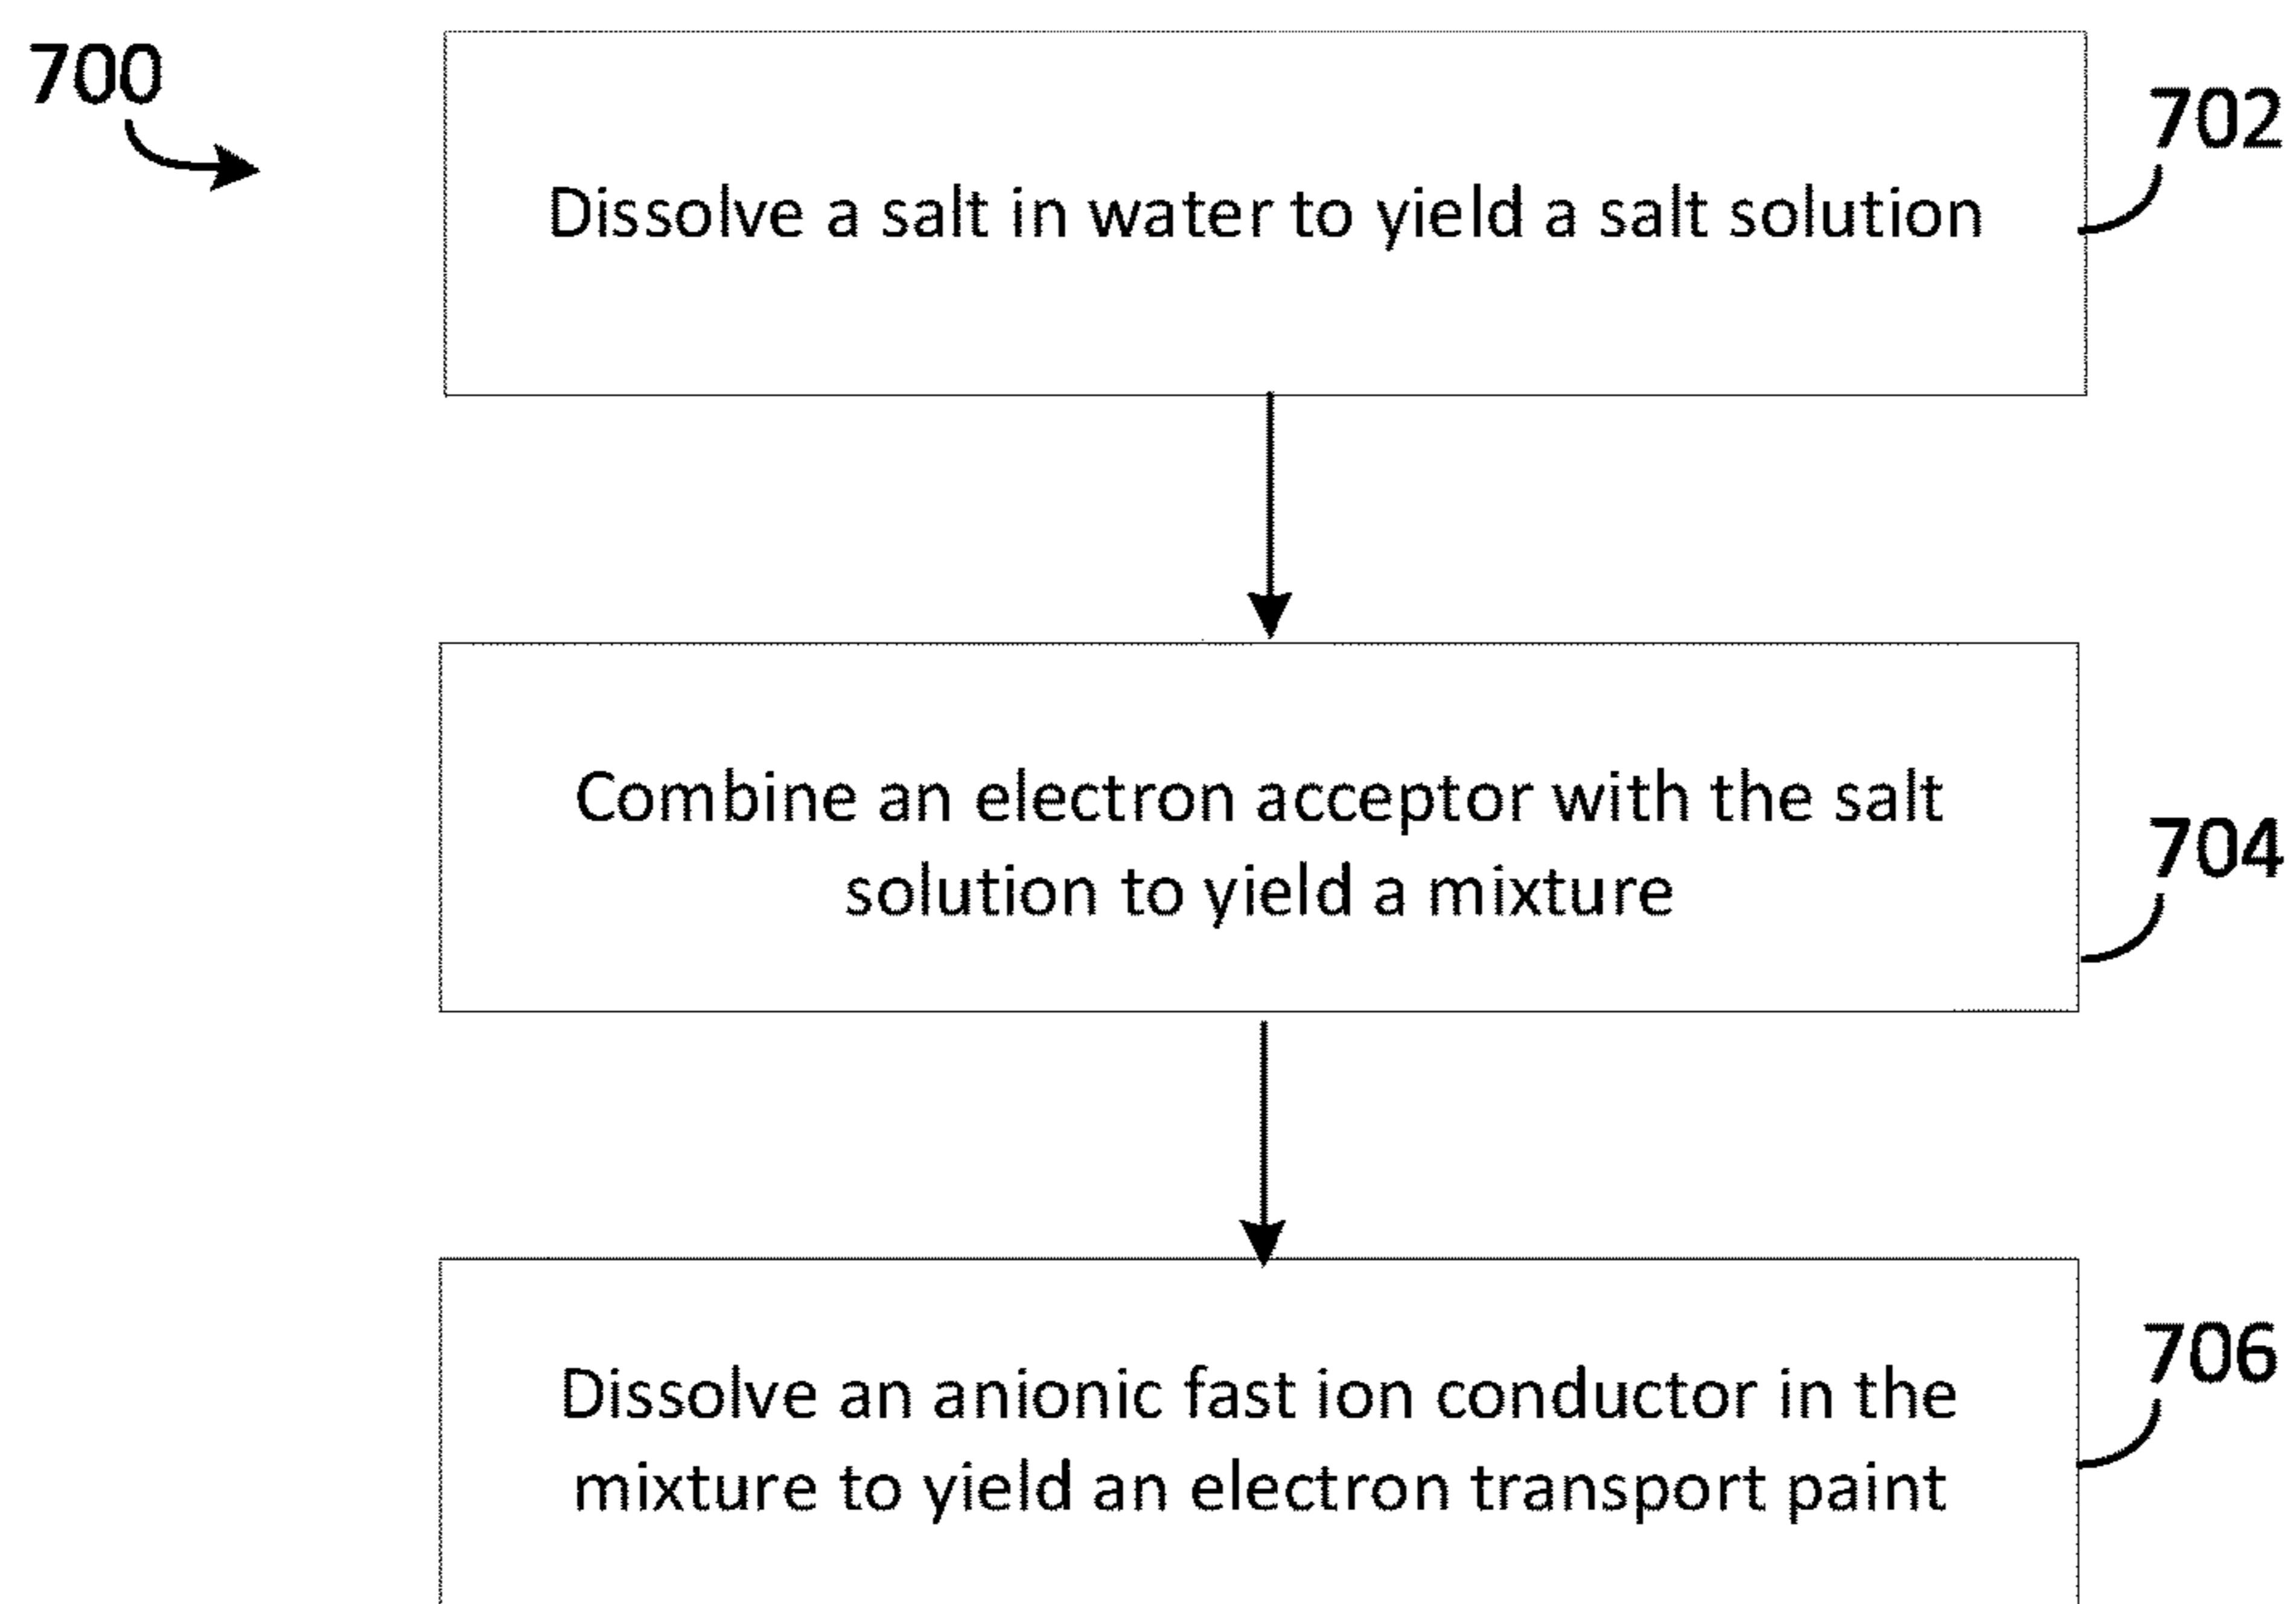 700
702
Dissolve a salt in water to yield a salt solution
Combine an electron acceptor with the salt
solution to yield a mixture
704
706
Dissolve an anionic fast ion conductor in the
mixture to yield an electron transport paint